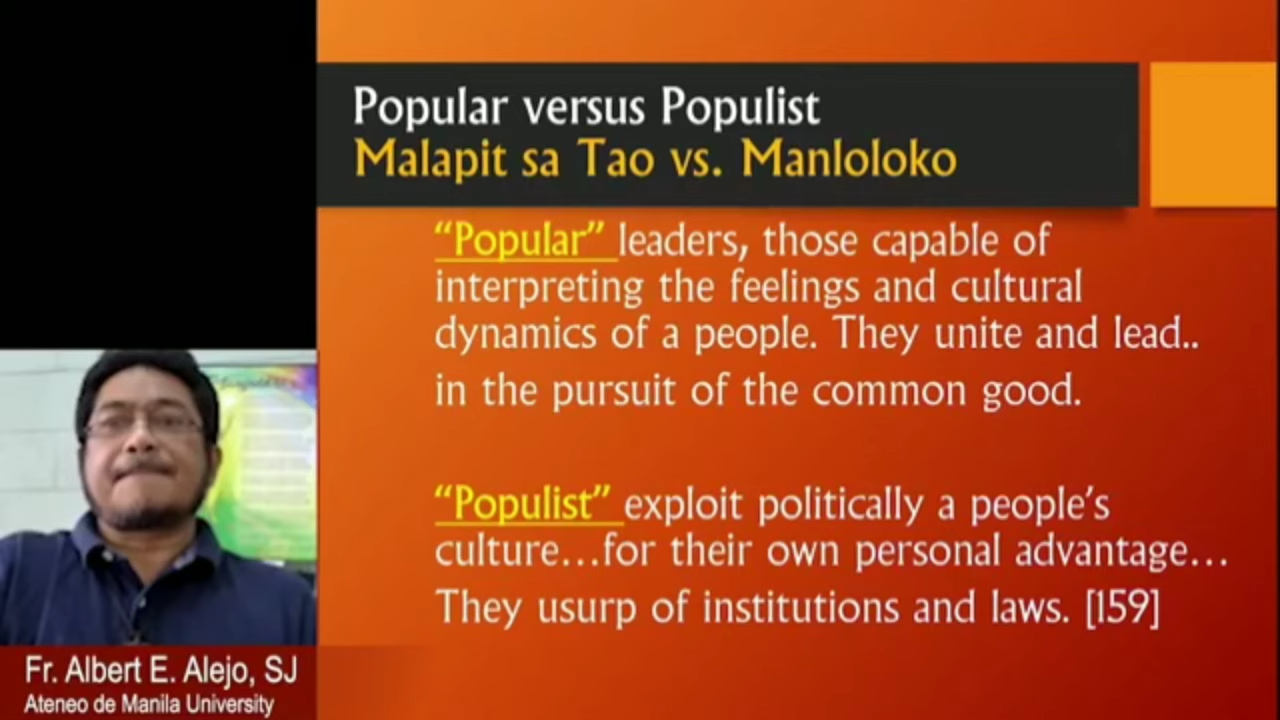 Popular versus Populist
Malapit sa Tao vs. Manloloko
“Popular” leaders, those capable of
interpreting the feelings and cultural
dynamics of a people. They unite and lead..
in the pursuit of the common good.
“Populist” exploit politically a people’s
culture...for their own personal advantage...
They usurp of institutions and laws. [159]
Fr. Albert E. Alejo, SJ
Ateneo de Manila University